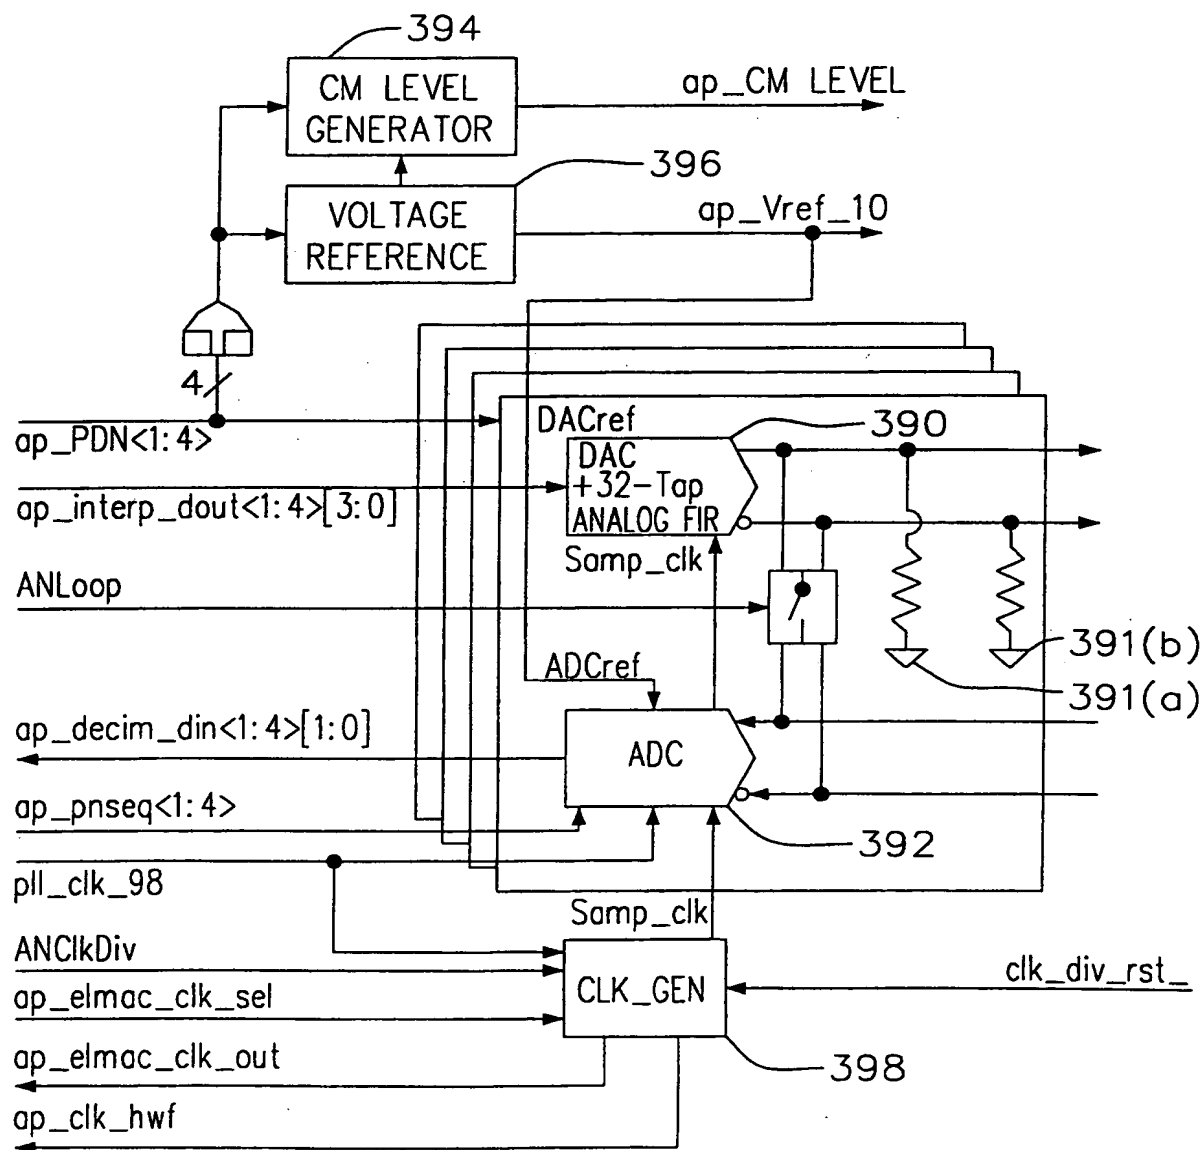 394
CM LEVEL
GENERATOR
ap_CM LEVEL
396
VOLTAGE
REFERENCE
ap_Vref_10
4
ap_PDN<1:4>
DACref
390
DAC
+32-Tap
ANALOG FIR
ap_interp_dout<1:4>[3:0]
Samp_clk
ANLoop
391(b)
391(a)
ADCref
ap_decim_din<1:4>[1:0]
ADC
ap_pnseq<1:4>
392
pll_clk_98
Samp_clk
ANClkDiv
CLK_GEN
clk_div_rst_
ap_elmac_clk_sel
ap_elmac_clk_out
398
ap_clk_hwf